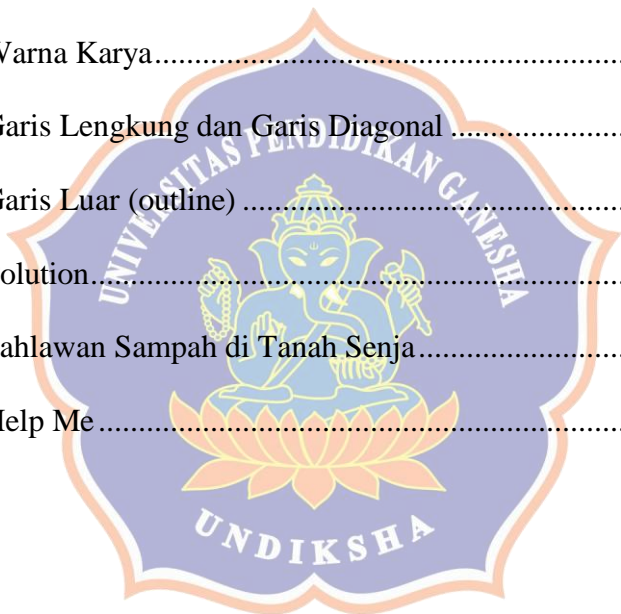 Warna Karya..........................................................
Garis Lengkung dan Garis Diagonal .....................
Garis Luar (outline) ...............................................
UNIVERSITAS PENDIDIKAN GANESHA
olution..................................................................
ahlawan Sampah di Tanah Senja.........................
Help Me.................................................................
UNDIKSHA